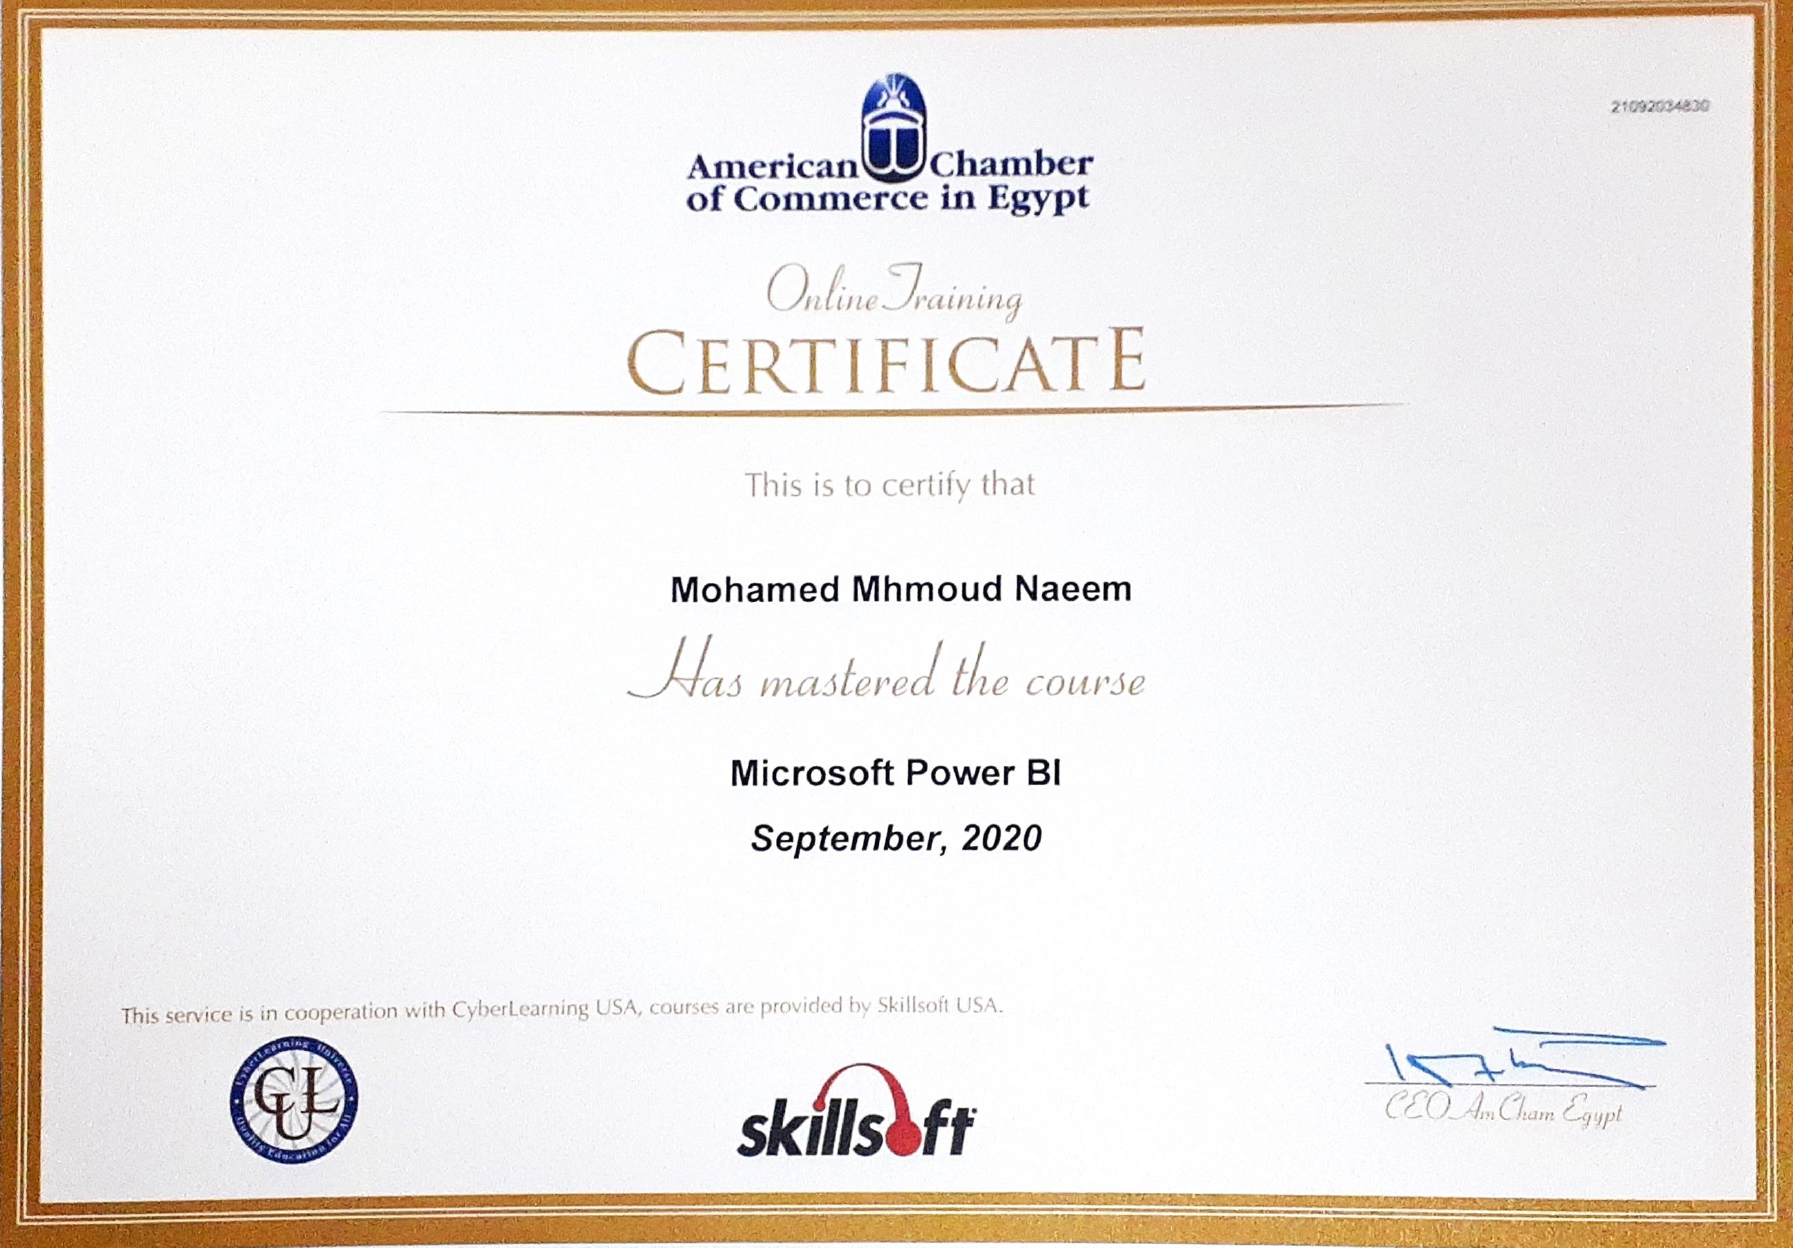 21092034830
American Chamber
of Commerce in Egypt
Online Training
CERTIFICATE
This is to certify that
Mohamed Mhmoud Naeem
Has mastered the course
Microsoft Power BI
September, 2020
This service is in cooperation with CyberLearning USA, courses are provided by Skillsoft USA.
CyberLearning Universe
CUL
Quality Education for All
skillsoft
CEO AmCham Egypt